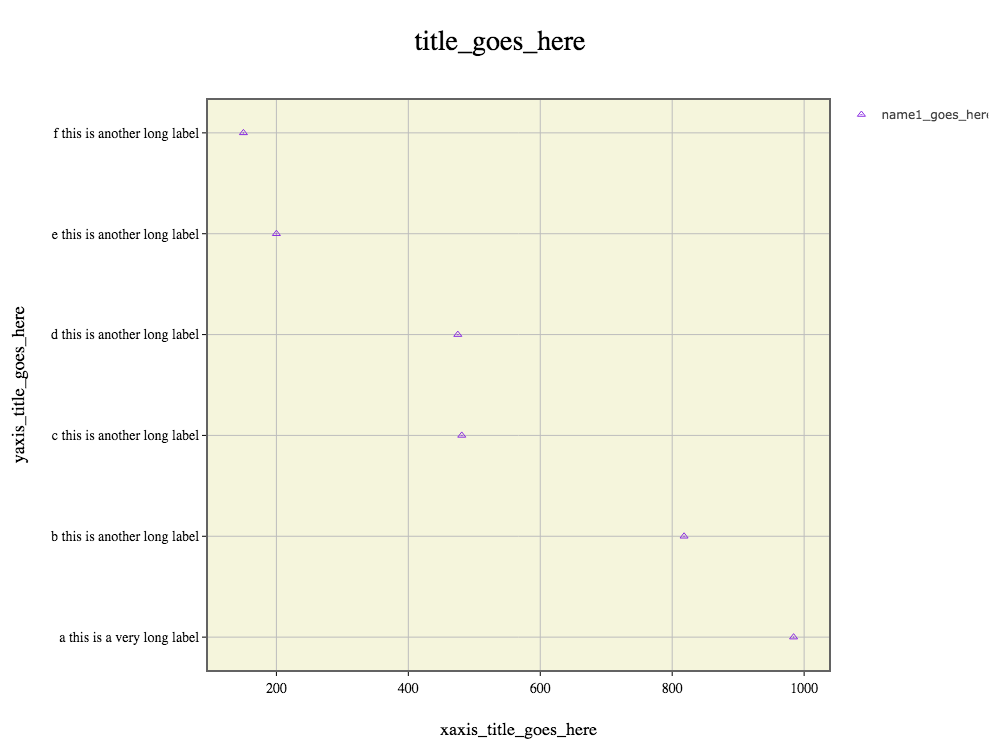 title_goes_here
name1_goes_her
f this is another long label
e this is another long label
d this is another long label
c this is another long label
b this is another long label
a this is a very long label
yaxis_title_goes_here
200 400 600 800 1000
xaxis_title_goes_here